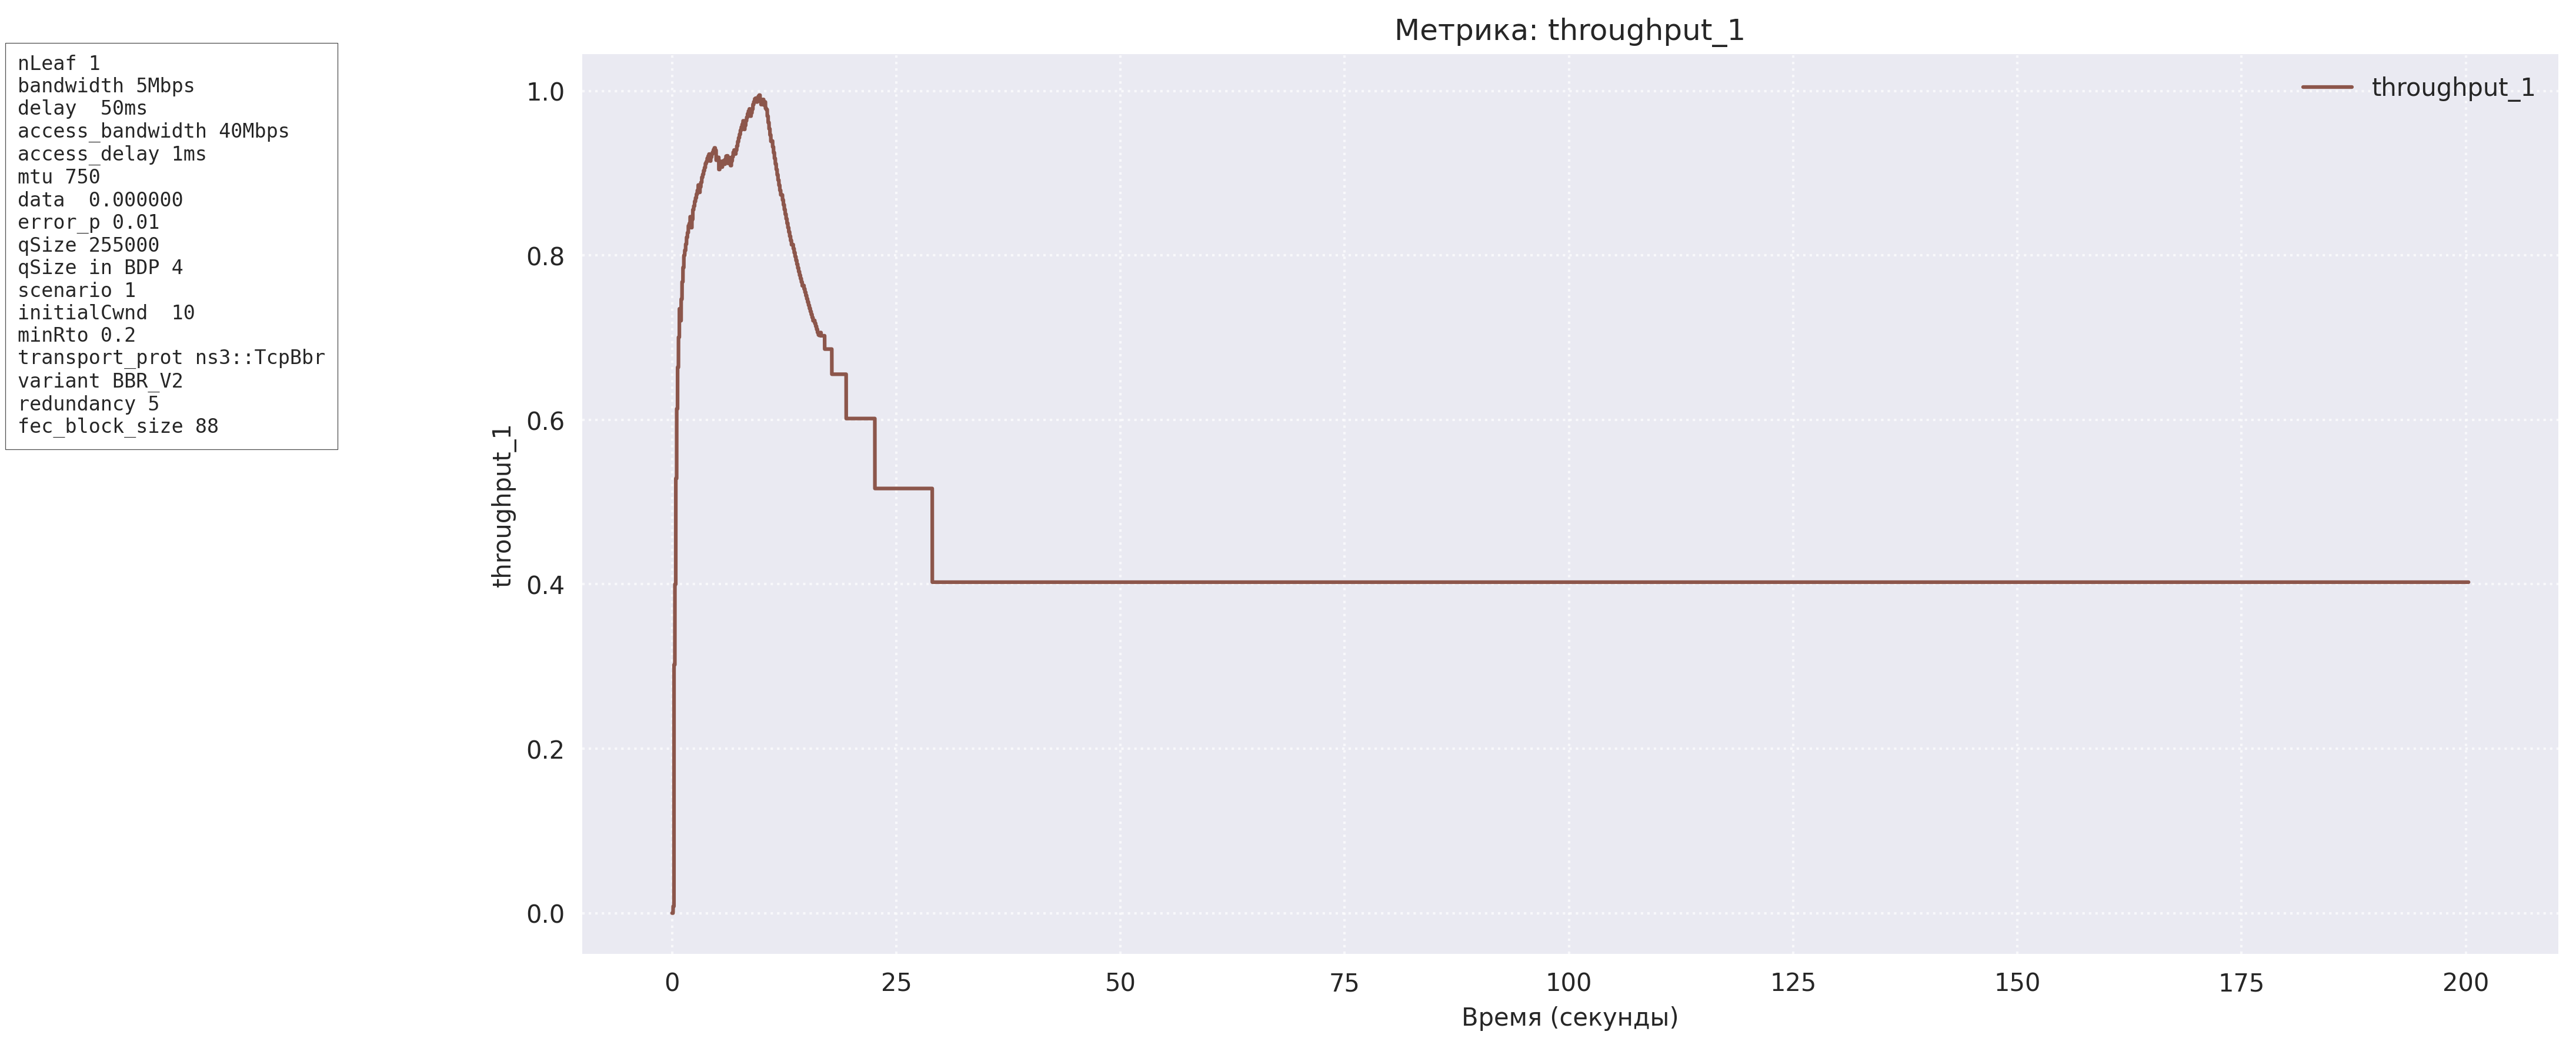 Метрика: throughput_1
nLeaf 1
bandwidth 5Mbps
delay  50ms
access_bandwidth 40Mbps
access_delay 1ms
mtu 750
data  0.000000
error_p 0.01
qSize 255000
qSize in BDP 4
scenario 1
initialCwnd  10
minRto 0.2
transport_prot ns3::TcpBbr
variant BBR_V2
redundancy 5
fec_block_size 88
throughput_1
throughput_1
1.0
0.8
0.6
0.4
0.2
0.0
0 25 50 75 100 125 150 175 200
Время (секунды)